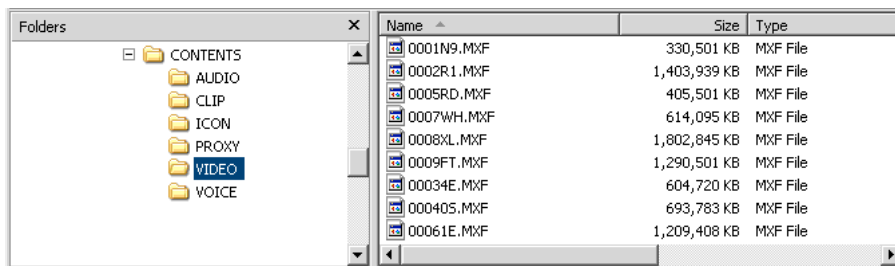 Folders
CONTENTS
AUDIO
CLIP
ICON
PROXY
VIDEO
VOICE
Name Size Type
0001N9.MXF 330,501 KB MXF File
0002R1.MXF 1,403,939 KB MXF File
0005RD.MXF 405,501 KB MXF File
0007WH.MXF 614,095 KB MXF File
0008XL.MXF 1,802,845 KB MXF File
0009FT.MXF 1,290,501 KB MXF File
00034E.MXF 604,720 KB MXF File
00040S.MXF 693,783 KB MXF File
00061E.MXF 1,209,408 KB MXF File